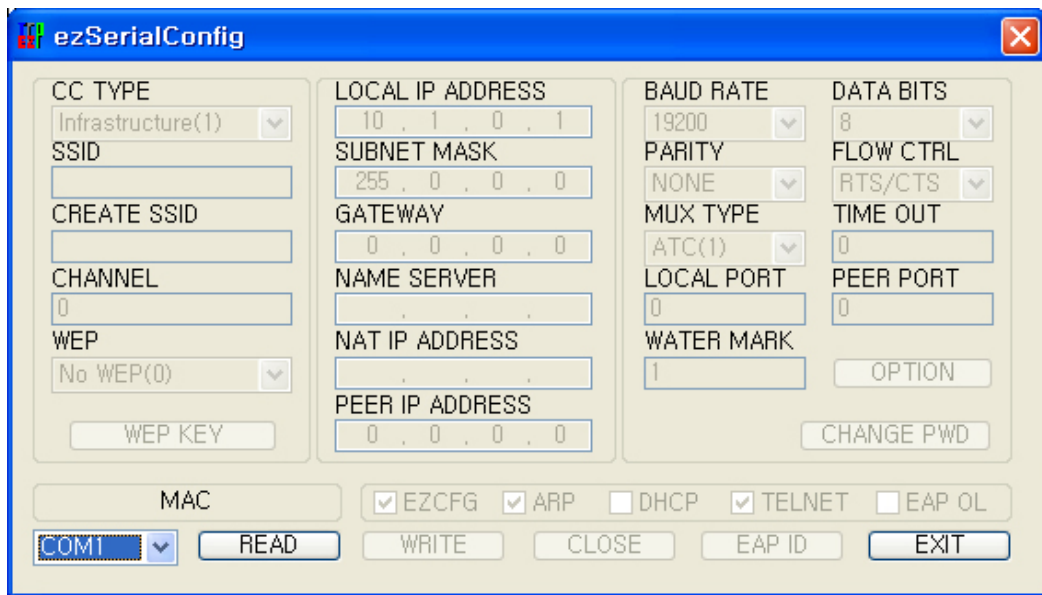 ezSerialConfig
CC TYPE
Infrastructure(1)
SSID
CREATE SSID
CHANNEL
0
WEP
No WEP(0)
WEP KEY
LOCAL IP ADDRESS
10 . 1 . 0 . 1
SUBNET MASK
255 . 0 . 0 . 0
GATEWAY
0 . 0 . 0 . 0
NAME SERVER
. . .
NAT IP ADDRESS
. . .
PEER IP ADDRESS
0 . 0 . 0 . 0
BAUD RATE
19200
DATA BITS
8
PARITY
NONE
FLOW CTRL
RTS/CTS
MUX TYPE
ATC(1)
TIME OUT
0
LOCAL PORT
0
PEER PORT
0
WATER MARK
1
OPTION
CHANGE PWD
MAC
EZCFG ARP DHCP TELNET EAP OL
COM1 READ WRITE CLOSE EAP ID EXIT